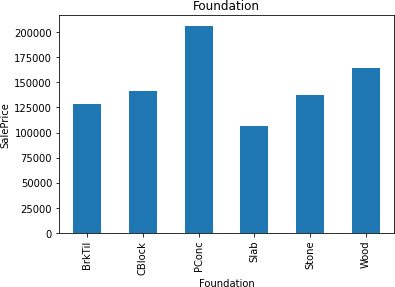 Foundation
200000
175000
150000
125000
100000
75000
50000
25000
0
SalePrice
BrkTil
CBlock
PConc
Slab
Stone
Wood
Foundation